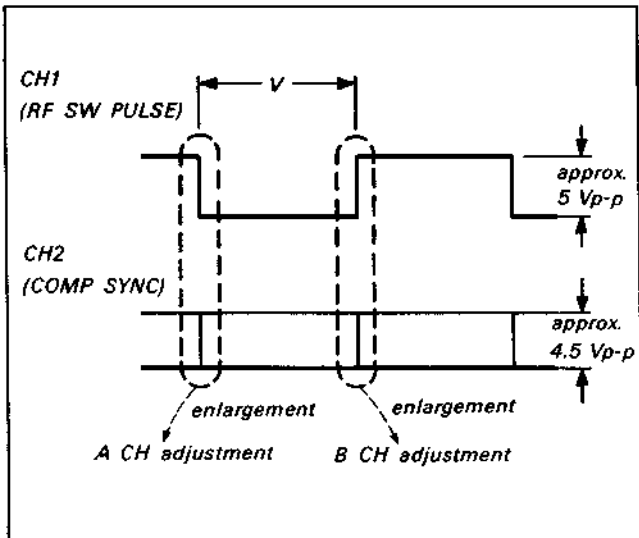 CH1
(RF SW PULSE)
V
approx.
5 Vp-p
CH2
(COMP SYNC)
approx.
4.5 Vp-p
enlargement
enlargement
A CH adjustment
B CH adjustment